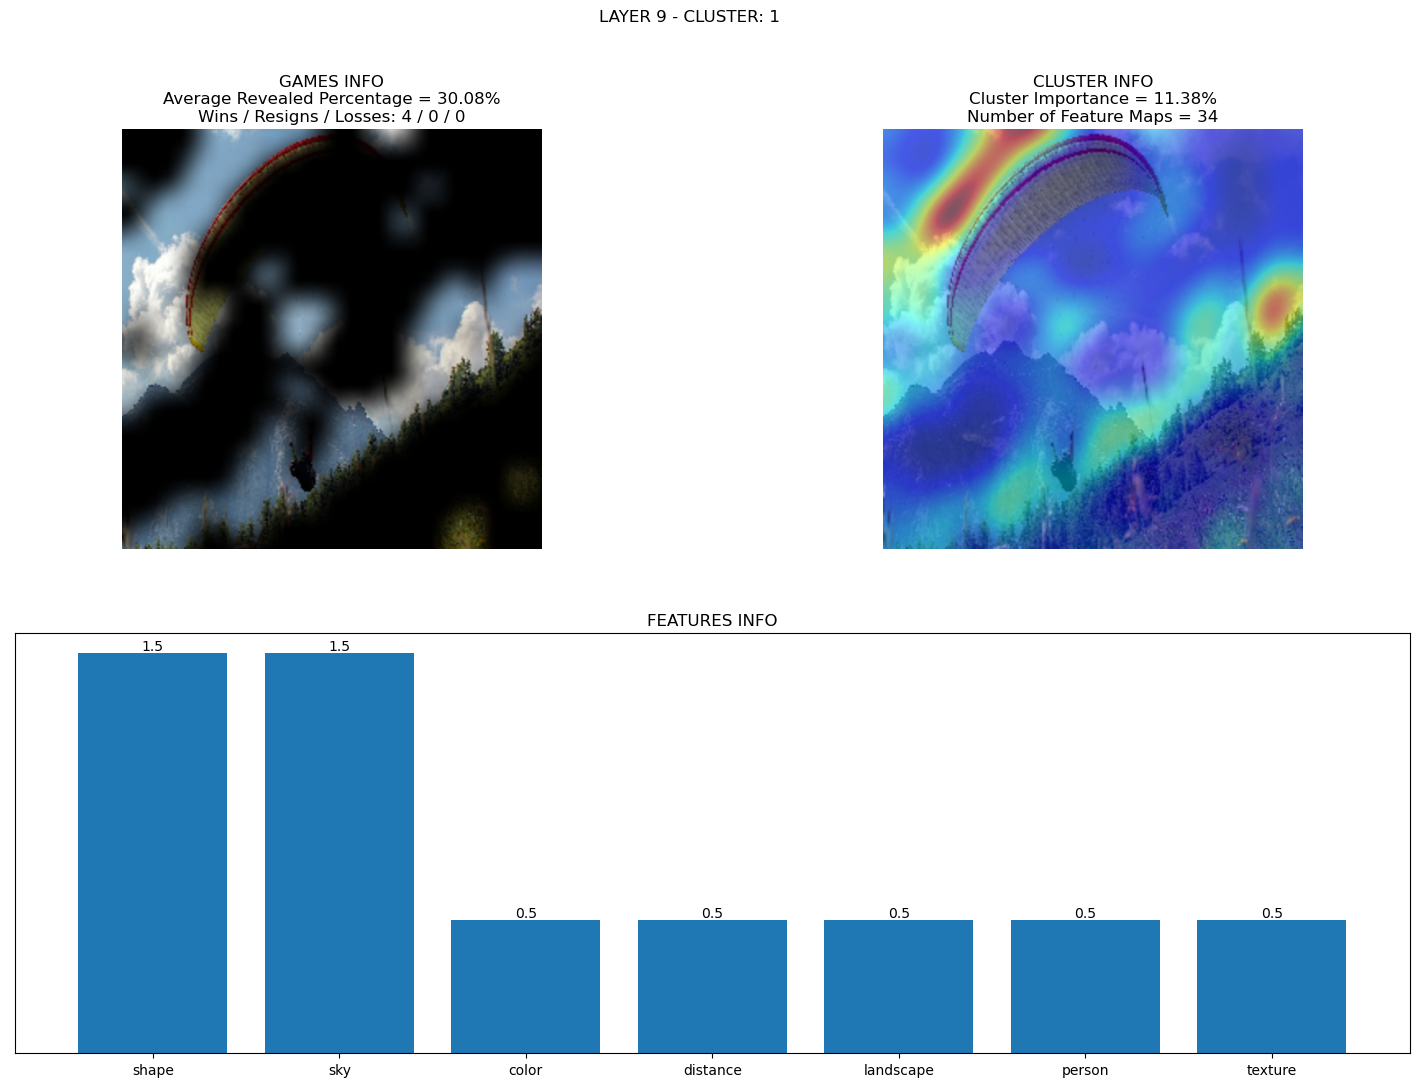 LAYER 9 - CLUSTER: 1
GAMES INFO
Average Revealed Percentage = 30.08%
Wins / Resigns / Losses: 4 / 0 / 0
CLUSTER INFO
Cluster Importance = 11.38%
Number of Feature Maps = 34
FEATURES INFO
1.5 1.5 0.5 0.5 0.5 0.5 0.5
shape sky color distance landscape person texture